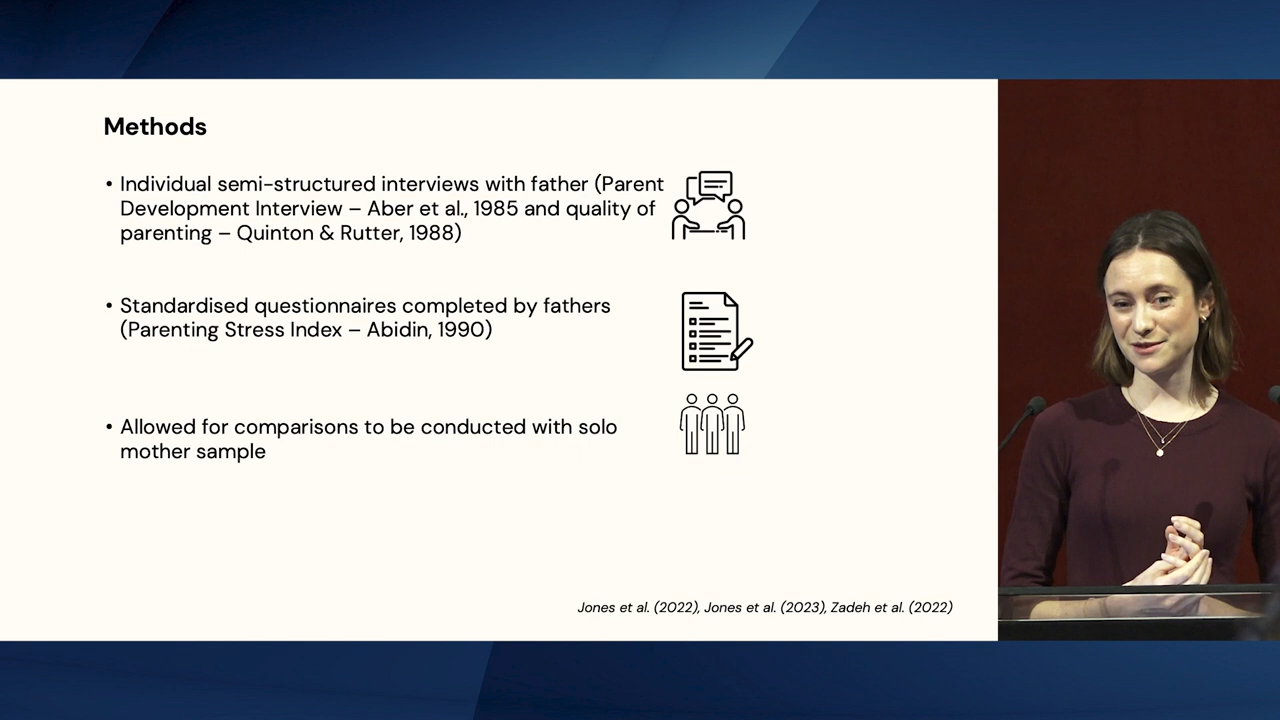 Methods
• Individual semi-structured interviews with father (Parent
Development Interview – Aber et al., 1985 and quality of
parenting – Quinton & Rutter, 1988)
• Standardised questionnaires completed by fathers
(Parenting Stress Index – Abidin, 1990)
• Allowed for comparisons to be conducted with solo
mother sample
Jones et al. (2022), Jones et al. (2023), Zadeh et al. (2022)